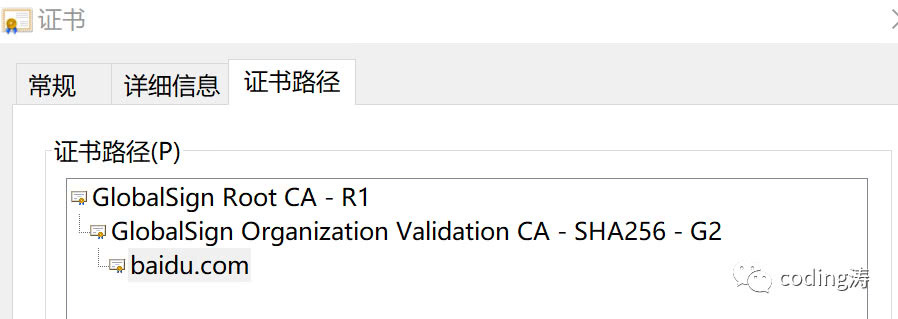 证书
常规 详细信息 证书路径
证书路径(P)
GlobalSign Root CA - R1
GlobalSign Organization Validation CA - SHA256 - G2
baidu.com
coding涛